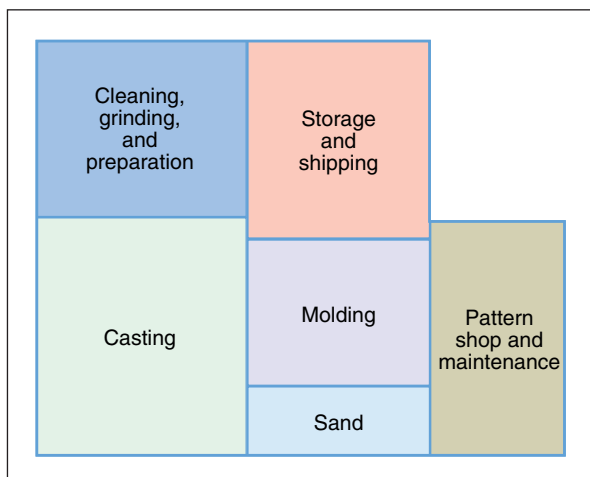 Cleaning,
grinding,
and
preparation
Storage
and
shipping
Casting
Molding
Pattern
shop and
maintenance
Sand